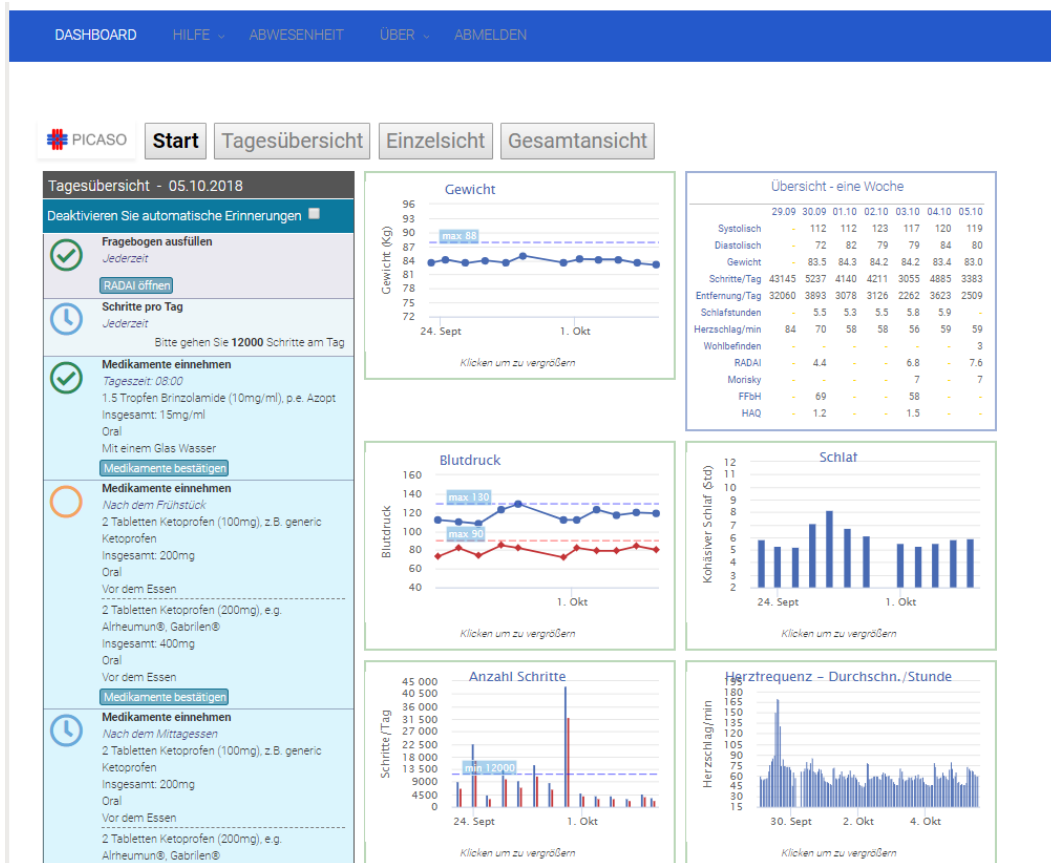 DASHBOARD HILFE ABWESENHEIT ÜBER ABMELDEN
PICASO Start Tagesübersicht Einzelsicht Gesamtansicht
Tagesübersicht - 05.10.2018
Deaktivieren Sie automatische Erinnerungen
Fragebogen ausfüllen
Jederzeit
RADAI öffnen
Schritte pro Tag
Jederzeit
Bitte gehen Sie 12000 Schritte am Tag
Medikamente einnehmen
Tageszeit: 08:00
1.5 Tropfen Brinzolamide (10mg/ml), p.e. Azopt
Insgesamt: 15mg/ml
Oral
Mit einem Glas Wasser
Medikamente bestätigen
Medikamente einnehmen
Nach dem Frühstück
2 Tabletten Ketoprofen (100mg), z.B. generic
Ketoprofen
Insgesamt: 200mg
Oral
Vor dem Essen
2 Tabletten Ketoprofen (200mg), e.g.
Alrheumun®, Gabrilen®
Insgesamt: 400mg
Oral
Vor dem Essen
Medikamente bestätigen
Medikamente einnehmen
Nach dem Mittagessen
2 Tabletten Ketoprofen (100mg), z.B. generic
Ketoprofen
Insgesamt: 200mg
Oral
Vor dem Essen
2 Tabletten Ketoprofen (200mg), e.g.
Alrheumun®, Gabrilen®
Gewicht
Gewicht (Kg)
96
93
90
87
84
81
78
75
72
max 88
24. Sept 1. Okt
Klicken um zu vergrößern
Übersicht - eine Woche
29.09 30.09 01.10 02.10 03.10 04.10 05.10
Systolisch - 112 112 123 117 120 119
Diastolisch - 72 82 79 79 84 80
Gewicht - 83.5 84.3 84.2 84.2 83.4 83.0
Schritte/Tag 43145 5237 4140 4211 3055 4885 3383
Entfernung/Tag 32060 3893 3078 3126 2262 3623 2509
Schlafstunden - 5.5 5.3 5.5 5.8 5.9 -
Herzschlag/min 84 70 58 58 56 59 59
Wohlbefinden - - - - - - 3
RADAI - 4.4 - - 6.8 - 7.6
Morisky - - - - 7 - 7
FFbH - 69 - - 58 - -
HAQ - 1.2 - - 1.5 - -
Blutdruck
Blutdruck
160
140
120
100
80
60
40
max 130
max 90
1. Okt
Klicken um zu vergrößern
Schlaf
Kohäsiver Schlaf (Std)
12
11
10
9
8
7
6
5
4
3
2
24. Sept 1. Okt
Klicken um zu vergrößern
Anzahl Schritte
Schritte/Tag
45 000
40 500
36 000
31 500
27 000
22 500
18 000
13 500
9000
4500
0
min 12000
24. Sept 1. Okt
Klicken um zu vergrößern
Herzfrequenz – Durchschn./Stunde
Herzschlag/min
195
180
165
150
135
120
105
90
75
60
45
30
15
30. Sept 2. Okt 4. Okt
Klicken um zu vergrößern